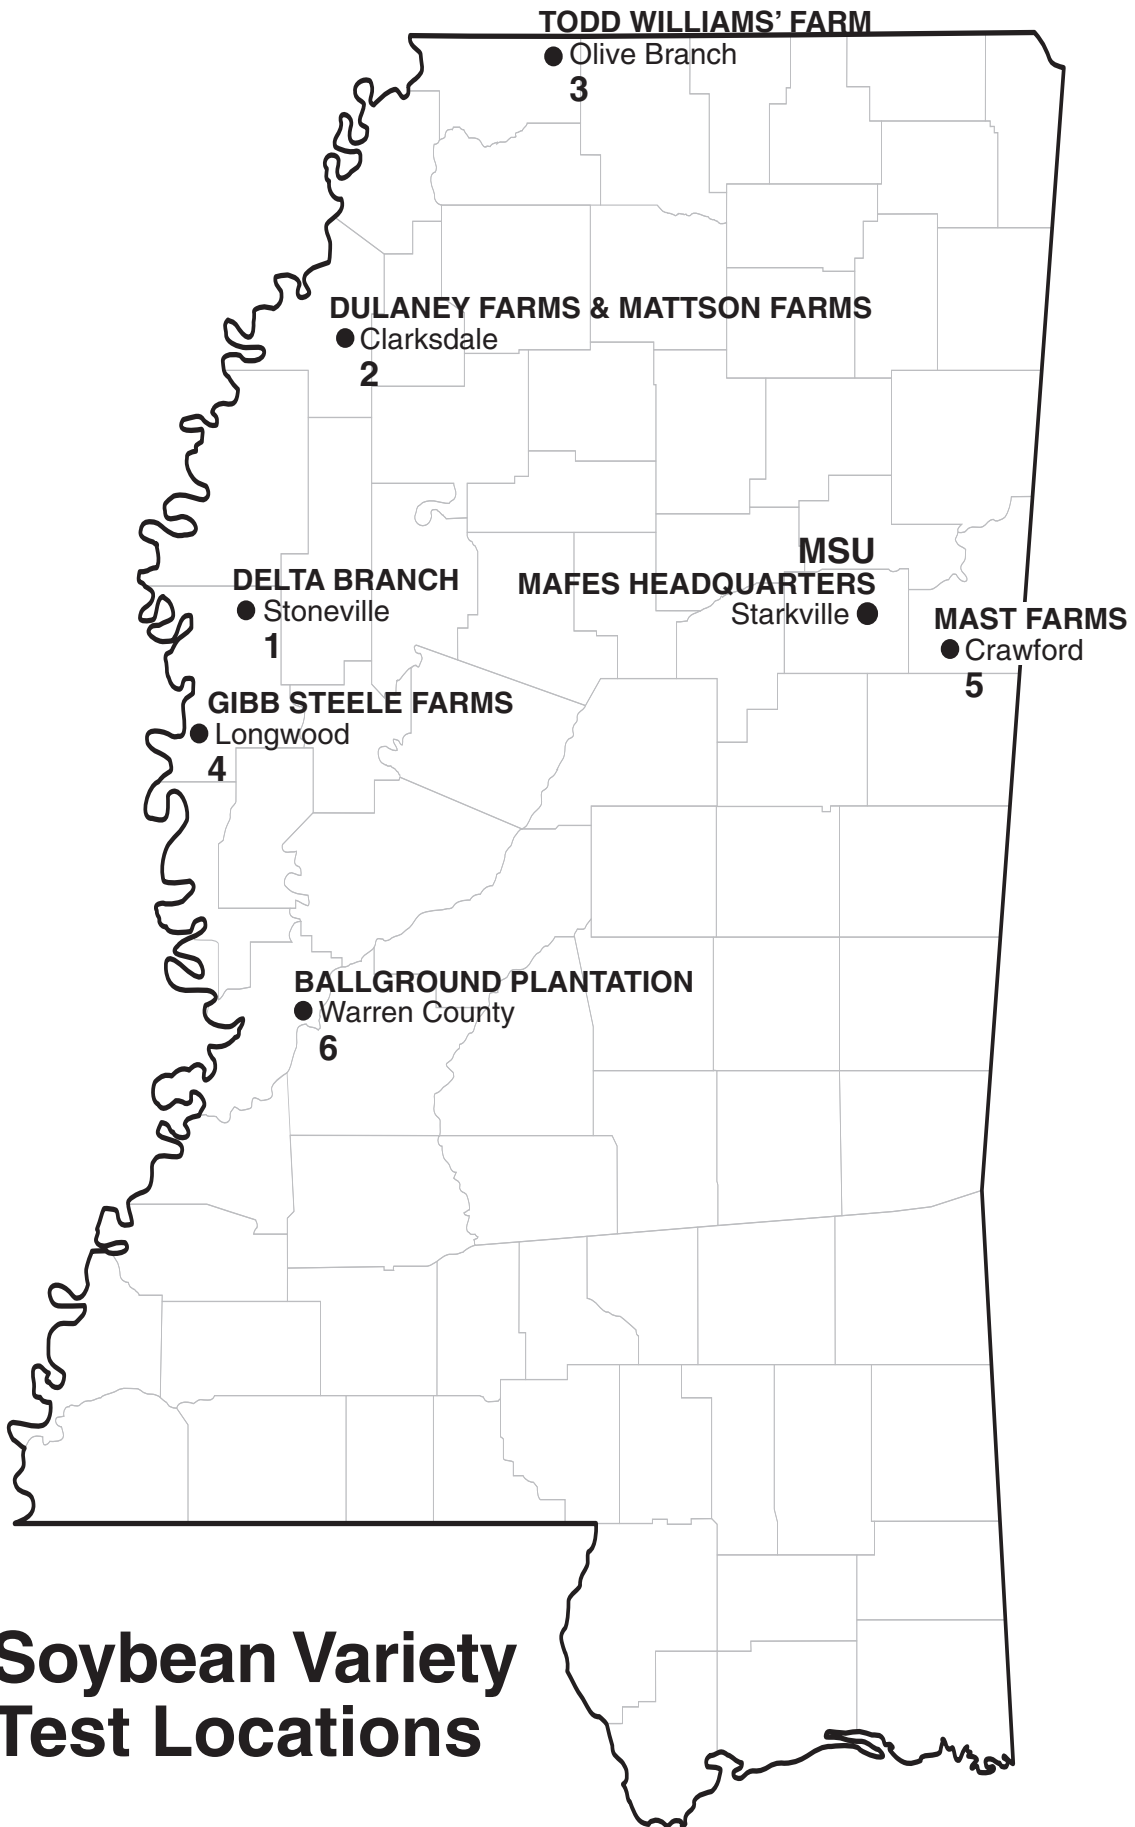 TODD WILLIAMS’ FARM
Olive Branch
3
DULANEY FARMS & MATTSON FARMS
Clarksdale
2
MSU
MAFES HEADQUARTERS
Starkville
DELTA BRANCH
Stoneville
1
MAST FARMS
Crawford
5
GIBB STEELE FARMS
Longwood
4
BALLGROUND PLANTATION
Warren County
6
Soybean Variety
Test Locations